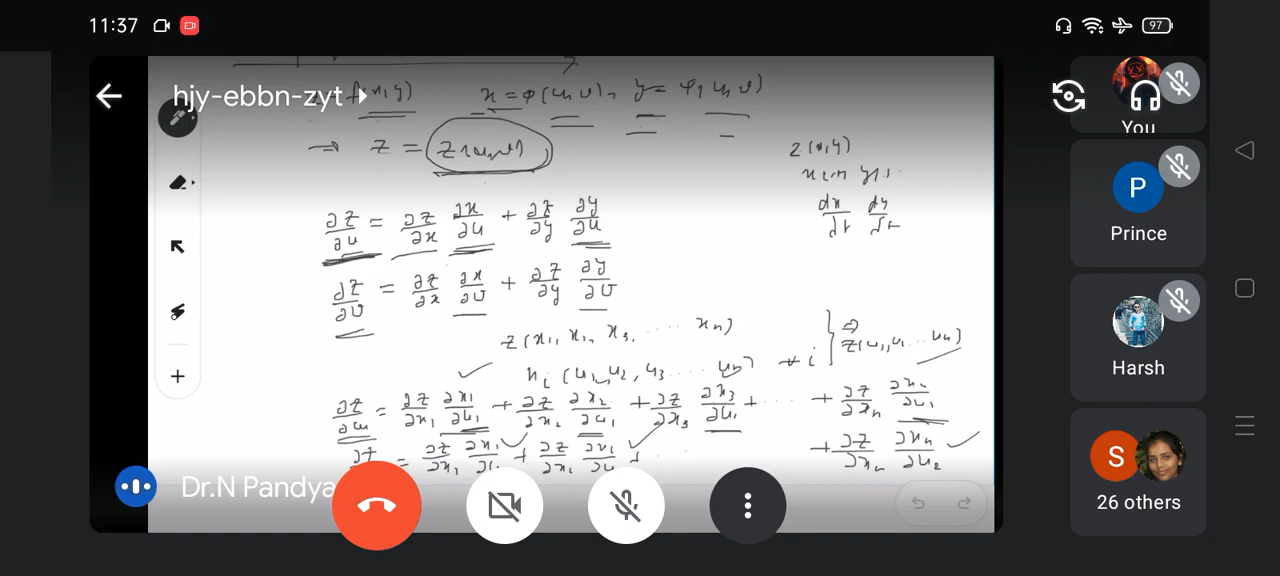 11:37
97
hjy-ebbn-zyt
z = f(x,y) x = φ(u,v), y =
⇒ z = z(u,v)
z(x,y)
∂z/∂u = ∂z/∂x ∂x/∂u + ∂z/∂y ∂y/∂u
dx/dt dy/dt
∂z/∂v = ∂z/∂x ∂x/∂v + ∂z/∂y ∂y/∂v
z(x₁, x₂, x₃, ..... xₙ)
⇒ z(u₁, u₂ ... uₙ)
xᵢ (u₁, u₂, u₃ ..... uₙ) ∀ i
∂z/∂u₁ = ∂z/∂x₁ ∂x₁/∂u₁ + ∂z/∂x₂ ∂x₂/∂u₁ + ∂z/∂x₃ ∂x₃/∂u₁ + ..... + ∂z/∂xₙ ∂xₙ/∂u₁
+ ∂z/∂xₙ ∂xₙ/∂u₂
You
P
Prince
Harsh
S
26 others
Dr.N Pandya